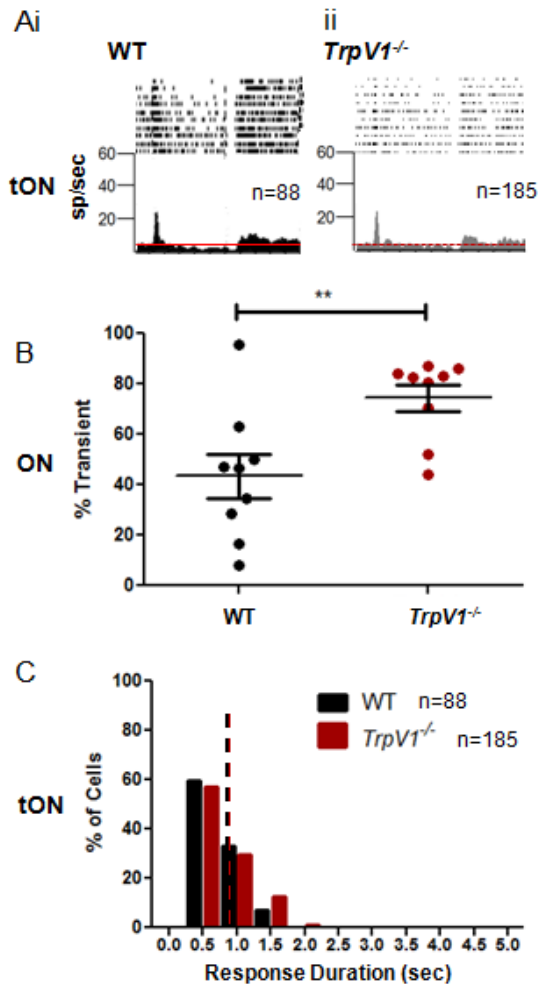 Ai ii
WT TrpV1-/-
tON
sp/sec
60
40
20
n=88
60
40
20
n=185
B
**
ON
% Transient
100
80
60
40
20
0
WT TrpV1-/-
C
WT n=88
TrpV1-/- n=185
tON
% of Cells
100
80
60
40
20
0
0.0 0.5 1.0 1.5 2.0 2.5 3.0 3.5 4.0 4.5 5.0
Response Duration (sec)